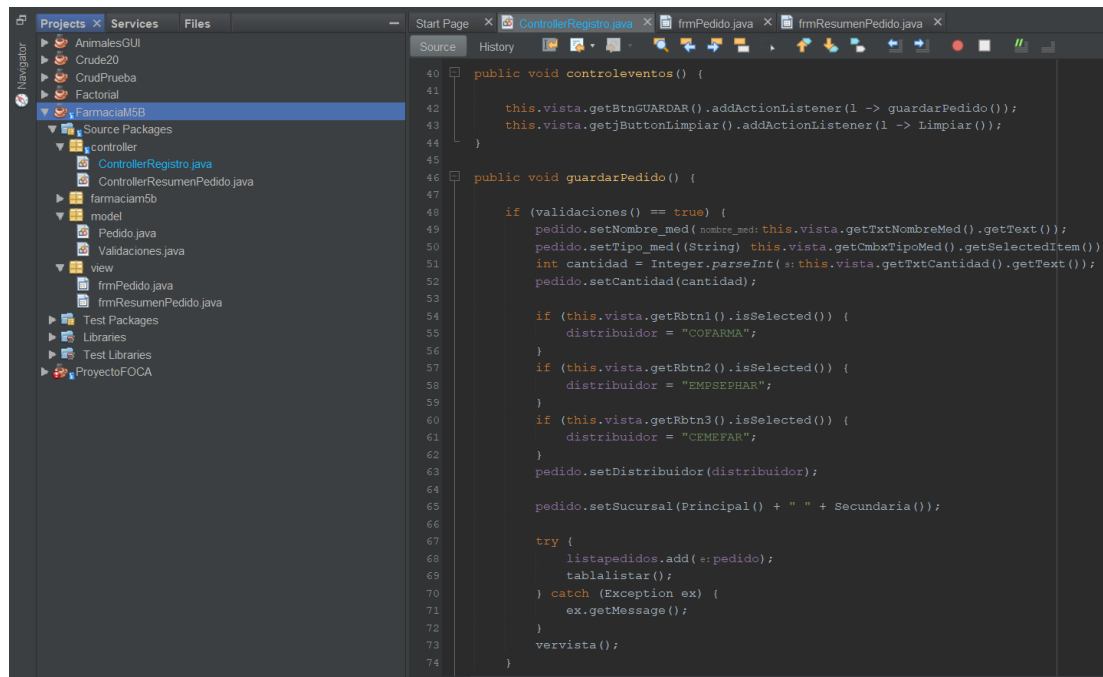 Projects × Services Files
Navigator
AnimalesGUI
Crude20
CrudPrueba
Factorial
FarmaciaM5B
Source Packages
controller
ControllerRegistro.java
ControllerResumenPedido.java
farmaciam5b
model
Pedido.java
Validaciones.java
view
frmPedido.java
frmResumenPedido.java
Test Packages
Libraries
Test Libraries
ProyectoFOCA
Start Page × ControllerRegistro.java × frmPedido.java × frmResumenPedido.java ×
Source History
40 public void controleventos() {
41
42 this.vista.getBtnGUARDAR().addActionListener(l -> guardarPedido());
43 this.vista.getjButtonLimpiar().addActionListener(l -> Limpiar());
44 }
45
46 public void guardarPedido() {
47
48 if (validaciones() == true) {
49 pedido.setNombre_med( nombre_med: this.vista.getTxtNombreMed().getText());
50 pedido.setTipo_med((String) this.vista.getCmbxTipoMed().getSelectedItem())
51 int cantidad = Integer.parseInt( s: this.vista.getTxtCantidad().getText());
52 pedido.setCantidad(cantidad);
53
54 if (this.vista.getRbtn1().isSelected()) {
55 distribuidor = "COFARMA";
56 }
57 if (this.vista.getRbtn2().isSelected()) {
58 distribuidor = "EMPSEPHAR";
59 }
60 if (this.vista.getRbtn3().isSelected()) {
61 distribuidor = "CEMEFAR";
62 }
63 pedido.setDistribuidor(distribuidor);
64
65 pedido.setSucursal(Principal() + " " + Secundaria());
66
67 try {
68 listapedidos.add( e: pedido);
69 tablalistar();
70 } catch (Exception ex) {
71 ex.getMessage();
72 }
73 vervista();
74 }